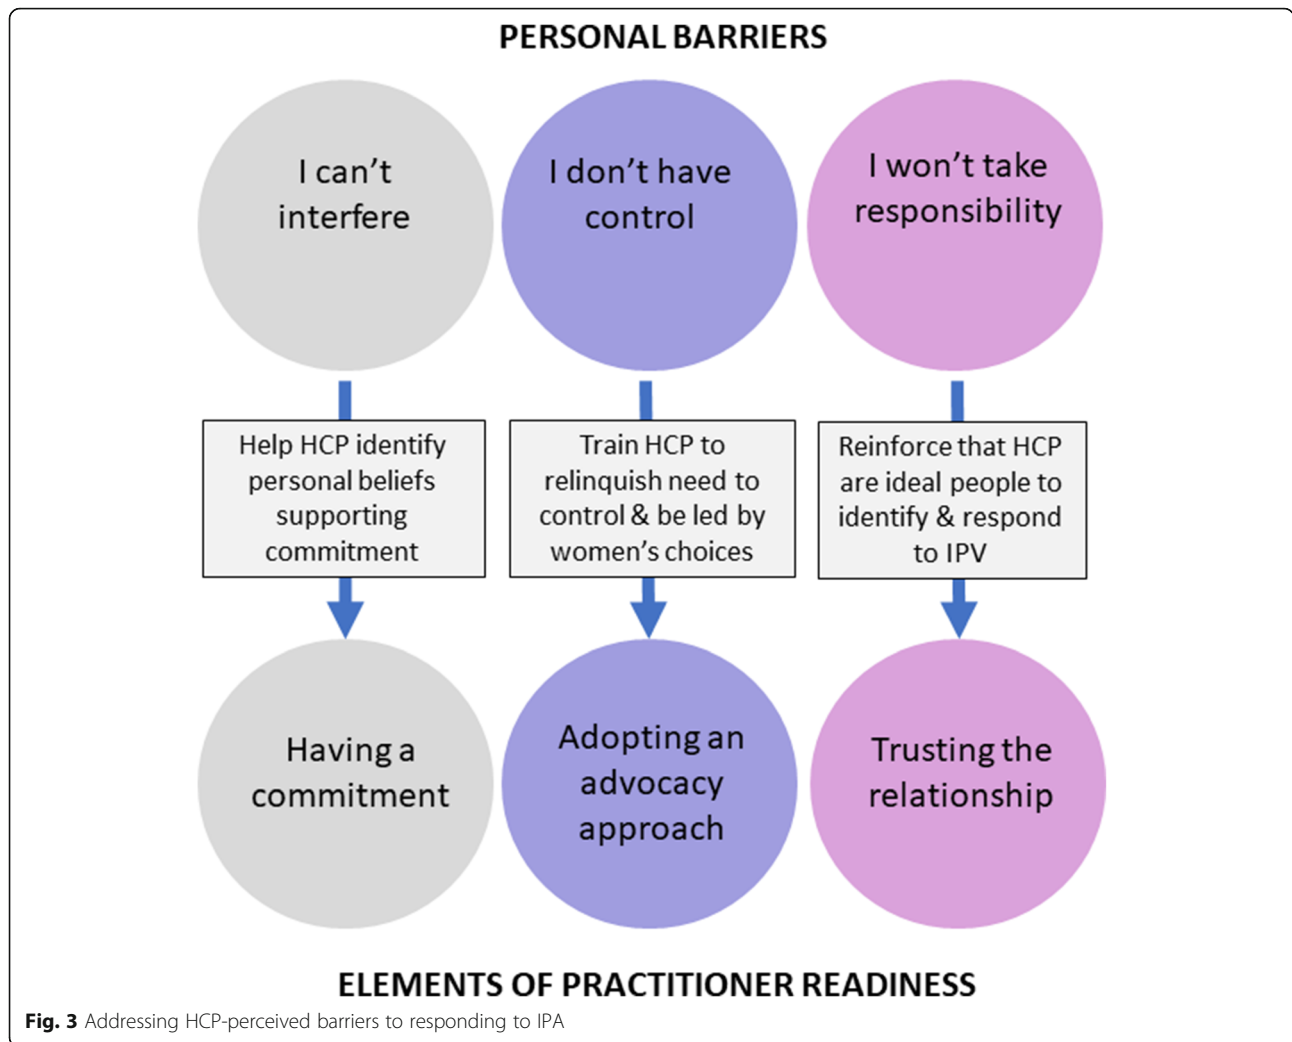 PERSONAL BARRIERS
I can't
interfere
I don't have
control
I won't take
responsibility
Help HCP identify
personal beliefs
supporting
commitment
Train HCP to
relinquish need to
control & be led by
women's choices
Reinforce that HCP
are ideal people to
identify & respond
to IPV
Having a
commitment
Adopting an
advocacy
approach
Trusting the
relationship
ELEMENTS OF PRACTITIONER READINESS
Fig. 3 Addressing HCP-perceived barriers to responding to IPA